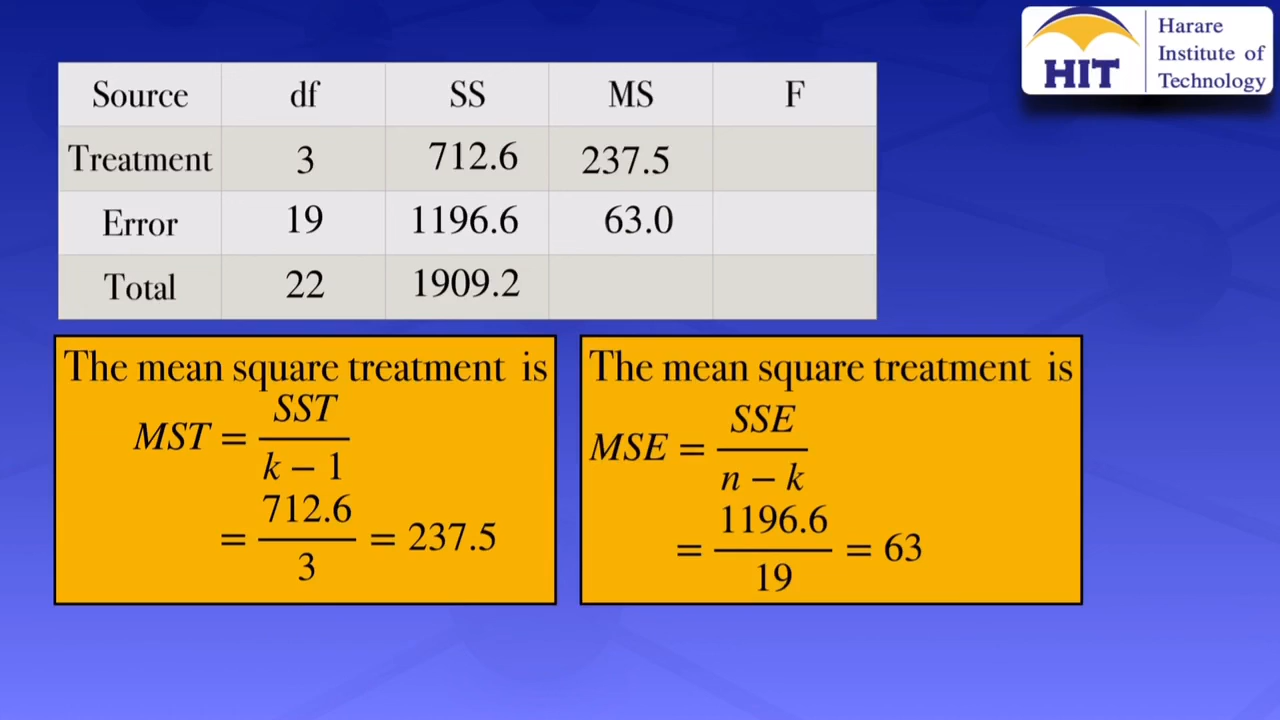 HIT
Harare
Institute of
Technology
Source df SS MS F
Treatment 3 712.6 237.5
Error 19 1196.6 63.0
Total 22 1909.2
The mean square treatment is
MST = SST / k − 1
= 712.6 / 3 = 237.5
The mean square treatment is
MSE = SSE / n − k
= 1196.6 / 19 = 63